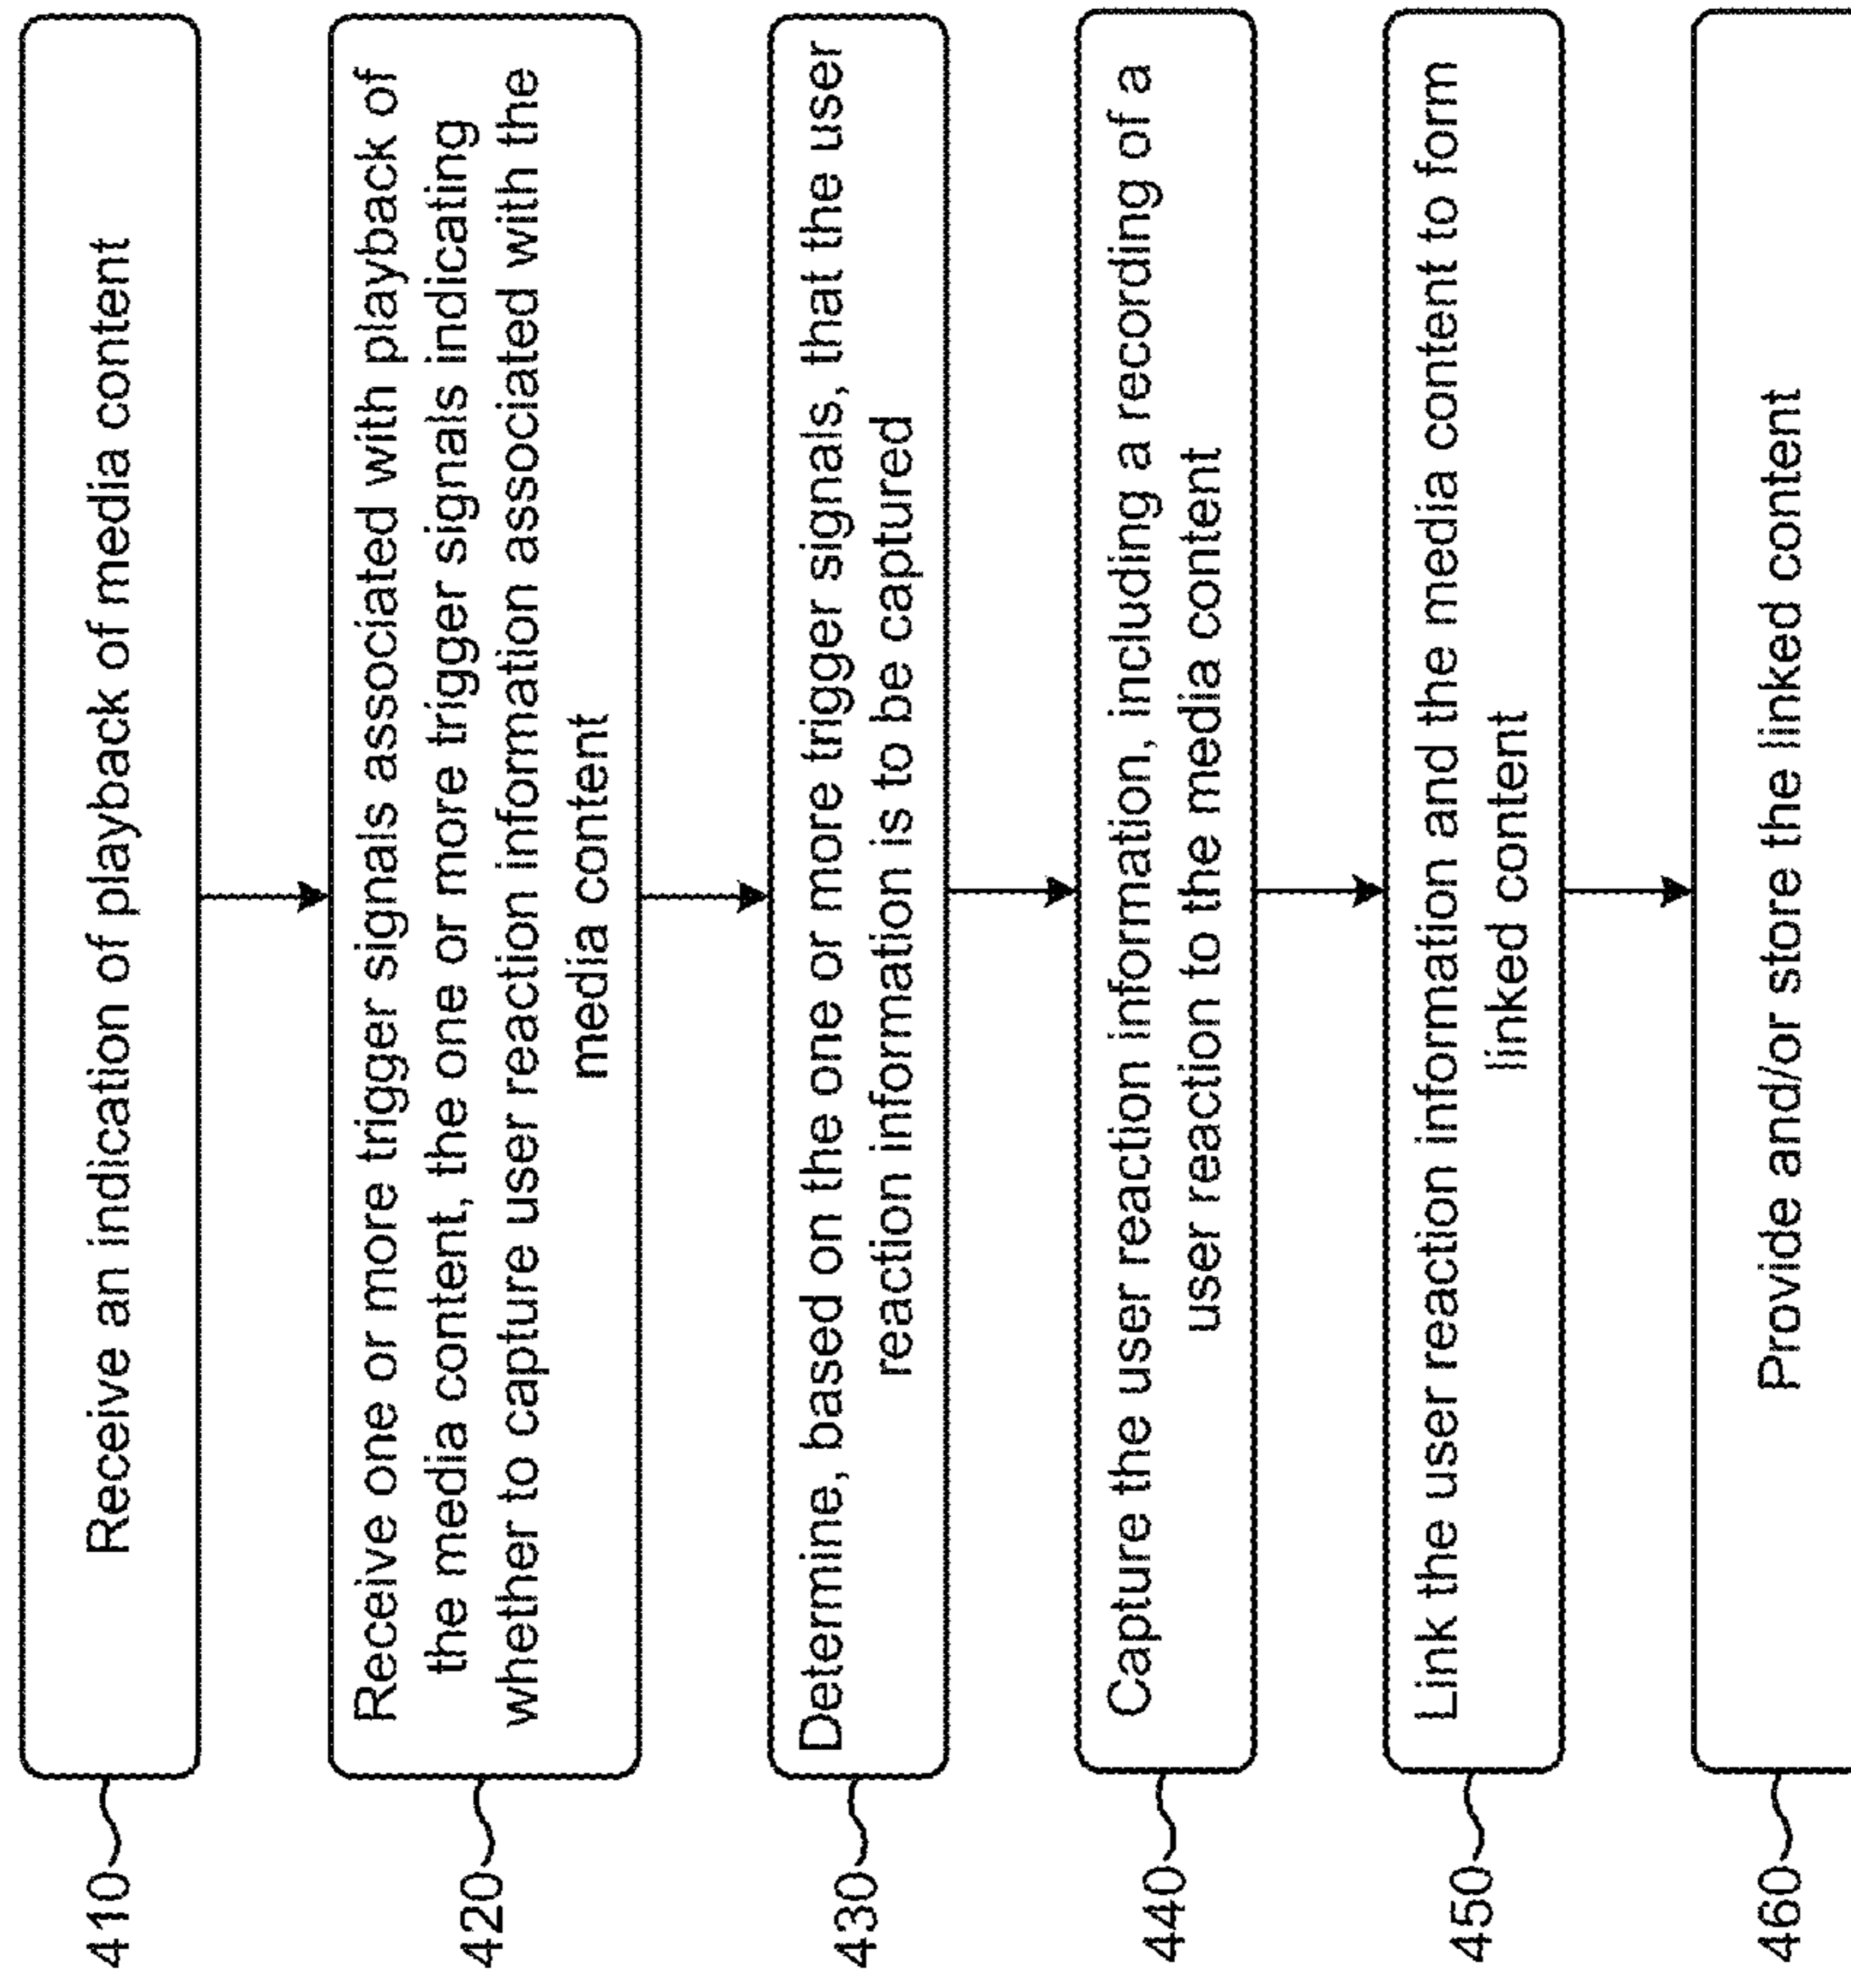 410
Receive an indication of playback of media content
420
Receive one or more trigger signals associated with playback of
the media content, the one or more trigger signals indicating
whether to capture user reaction information associated with the
media content
430
Determine, based on the one or more trigger signals, that the user
reaction information is to be captured
440
Capture the user reaction information, including a recording of a
user reaction to the media content
450
Link the user reaction information and the media content to form
linked content
460
Provide and/or store the linked content